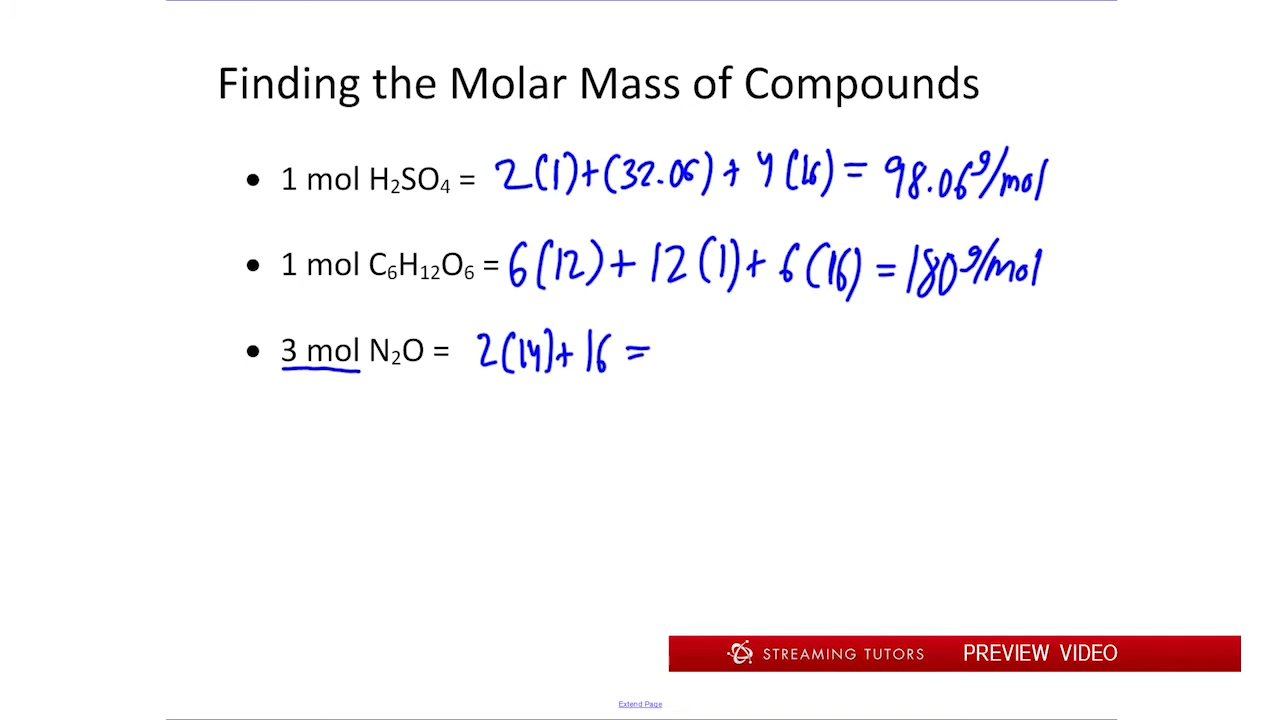 Finding the Molar Mass of Compounds
• 1 mol H₂SO₄ = 2(1)+(32.06)+4(16) = 98.06 g/mol
• 1 mol C₆H₁₂O₆ = 6(12)+12(1)+6(16) = 180 g/mol
• 3 mol N₂O = 2(14)+16 =
STREAMING TUTORS PREVIEW VIDEO
Extend Page